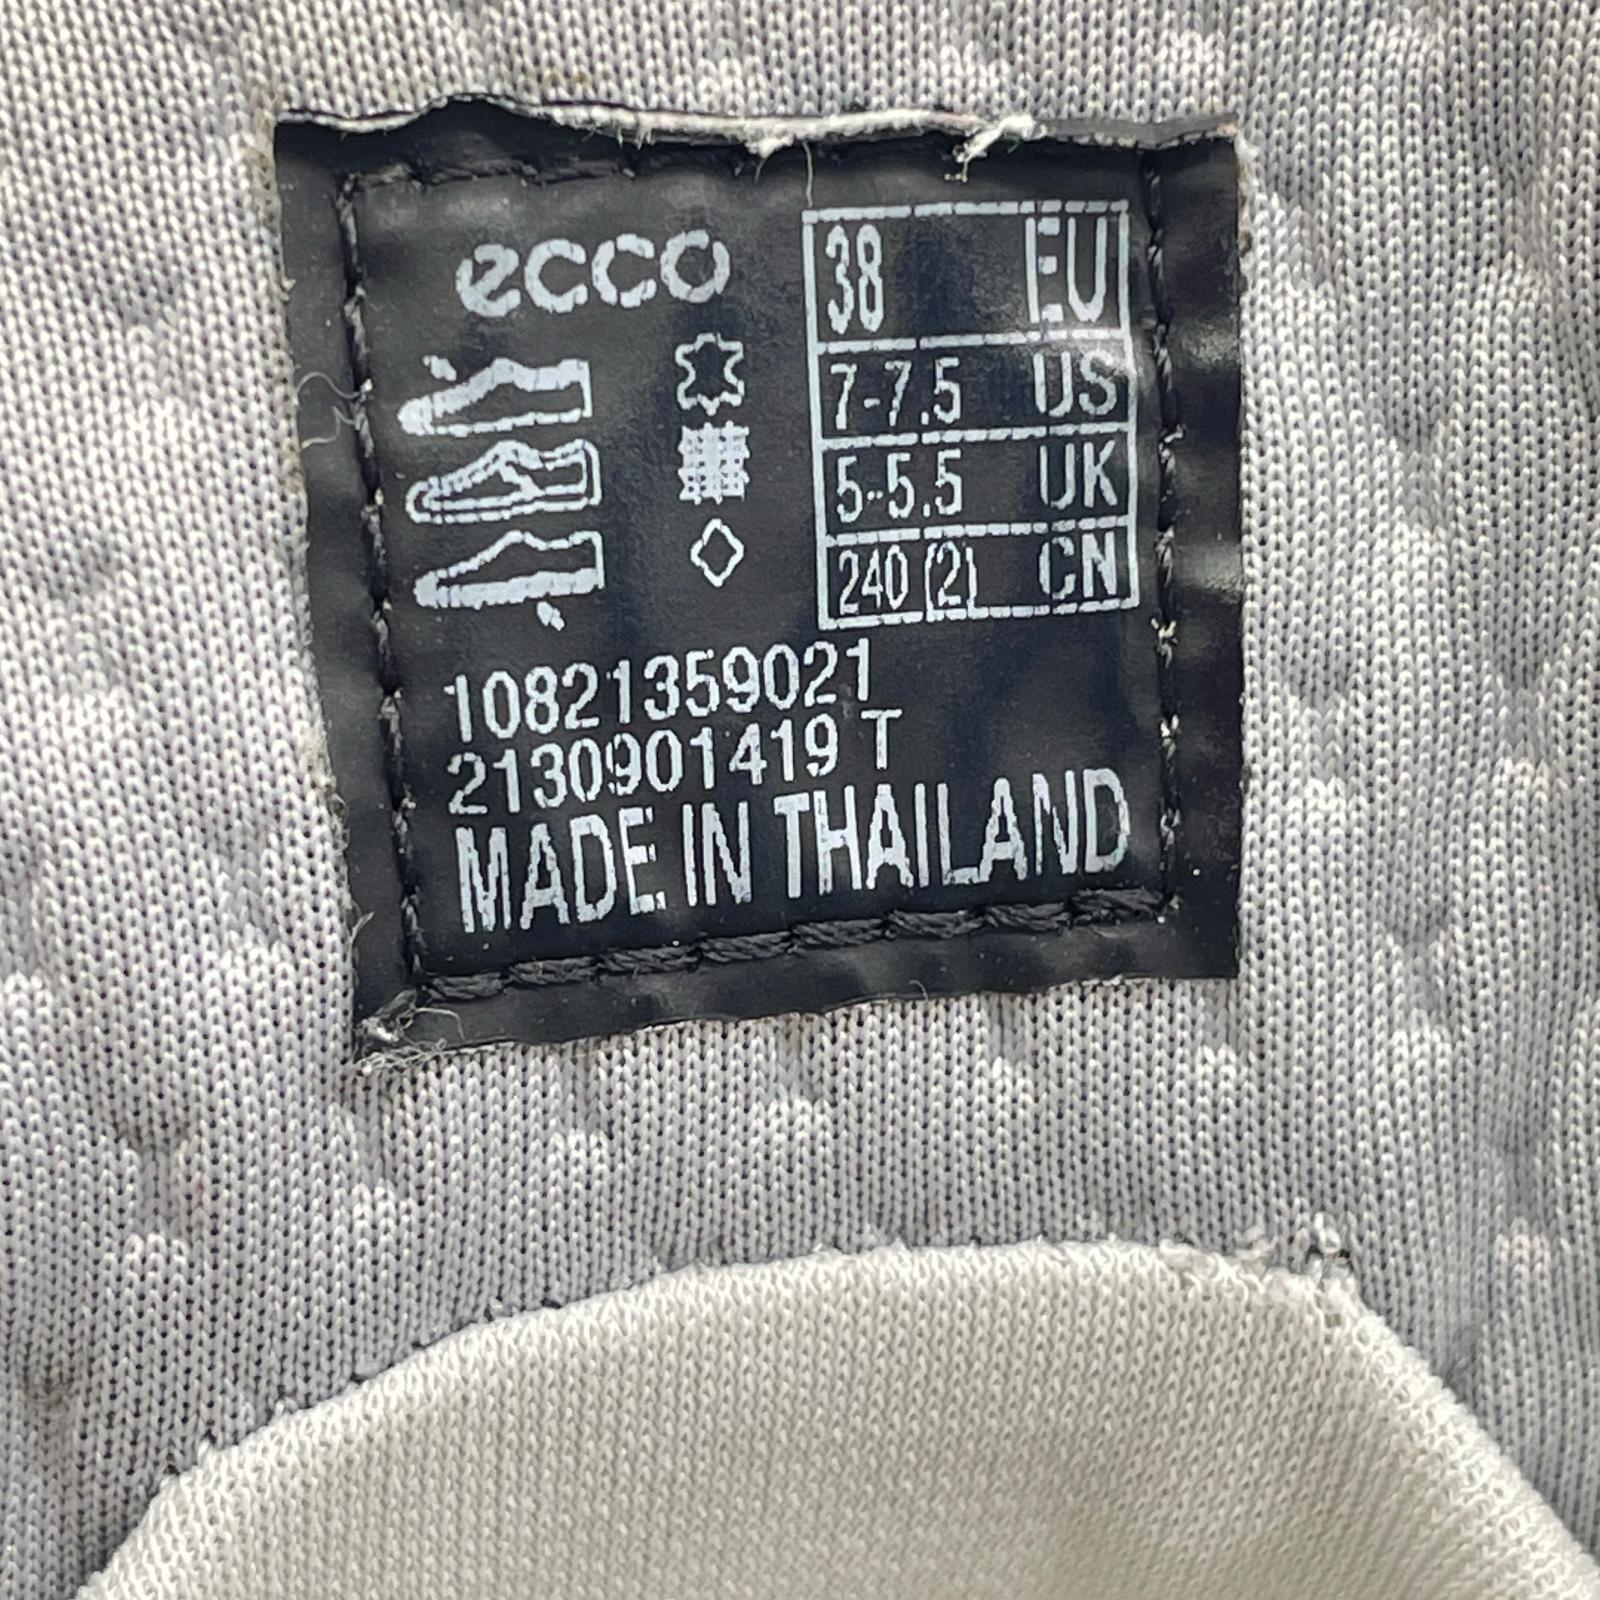 ecco
38 EU
7-7.5 US
5-5.5 UK
240 (2) CN
10821359021
2130901419 T
MADE IN THAILAND